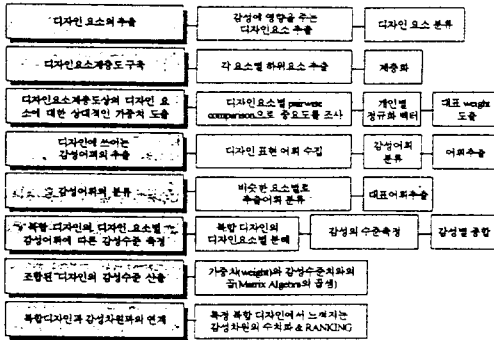 디자인 요소의 추출
감성에 영향을 주는
디자인요소 추출
디자인 요소 분류
디자인요소계층도 구축
각 요소별 하위요소 추출
계층화
디자인요소계층도상의 디자인 요
소에 대한 상대적인 가중치 도출
디자인요소별 pairwise
comparison으로 중요도를 조사
개인별
정규화 벡터
대표 weight
도출
디자인에 쓰이는
감성어휘의 추출
디자인 표현 어휘 수집
감성어휘
분류
어휘추출
감성어휘의 분류
비슷한 요소별로
추출어휘 분류
대표어휘추출
복합 디자인의 디자인 요소별
감성어휘에 따른 감성수준 측정
복합 디자인의
디자인요소별 분해
감성의 수준측정
감성별 종합
조합된 디자인의 감성수준 산출
가중치(weight)와 감성수준치와의
곱(Matrix Algebra의 곱셈)
복합디자인과 감성차원과의 연계
특정 복합 디자인에서 느껴지는
감성차원의 수치화 & RANKING